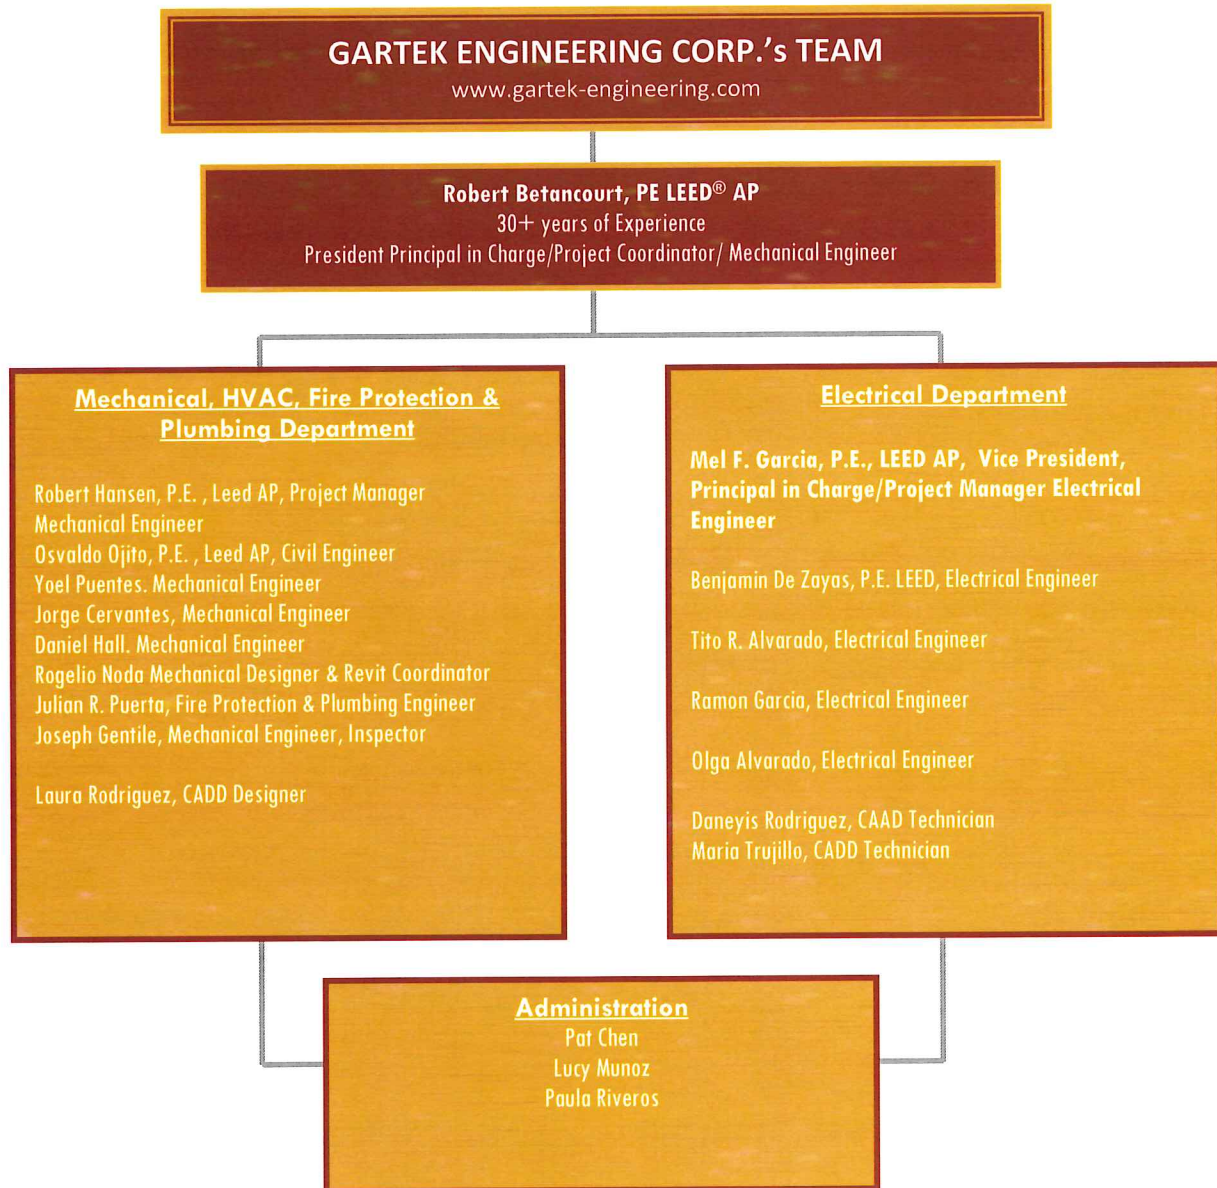 GARTEK ENGINEERING CORP.'s TEAM
www.gartek-engineering.com
Robert Betancourt, PE LEED® AP
30+ years of Experience
President Principal in Charge/Project Coordinator/ Mechanical Engineer
Mechanical, HVAC, Fire Protection &
Plumbing Department
Robert Hansen, P.E. , Leed AP, Project Manager
Mechanical Engineer
Osvaldo Ojito, P.E. , Leed AP, Civil Engineer
Yoel Puentes. Mechanical Engineer
Jorge Cervantes, Mechanical Engineer
Daniel Hall. Mechanical Engineer
Rogelio Noda Mechanical Designer & Revit Coordinator
Julian R. Puerta, Fire Protection & Plumbing Engineer
Joseph Gentile, Mechanical Engineer, Inspector
Laura Rodriguez, CADD Designer
Electrical Department
Mel F. Garcia, P.E., LEED AP, Vice President,
Principal in Charge/Project Manager Electrical
Engineer
Benjamin De Zayas, P.E. LEED, Electrical Engineer
Tito R. Alvarado, Electrical Engineer
Ramon Garcia, Electrical Engineer
Olga Alvarado, Electrical Engineer
Daneyis Rodriguez, CAAD Technician
Maria Trujillo, CADD Technician
Administration
Pat Chen
Lucy Munoz
Paula Riveros